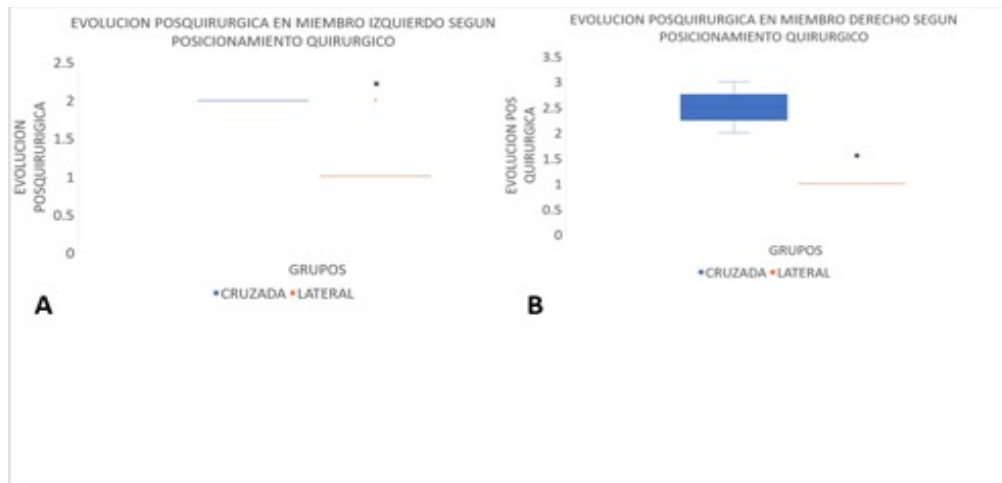 EVOLUCION POSQUIRURGICA EN MIEMBRO IZQUIERDO SEGUN
POSICIONAMIENTO QUIRURGICO
2.5
2
1.5
1
0.5
0
EVOLUCION
POSQUIRURIGICA
GRUPOS
CRUZADA LATERAL
A
EVOLUCION POSQUIRURGICA EN MIEMBRO DERECHO SEGUN
POSICIONAMIENTO QUIRURGICO
3.5
3
2.5
2
1.5
1
0.5
0
EVOLUCION POS
QUIRURGICA
GRUPOS
CRUZADA LATERAL
B